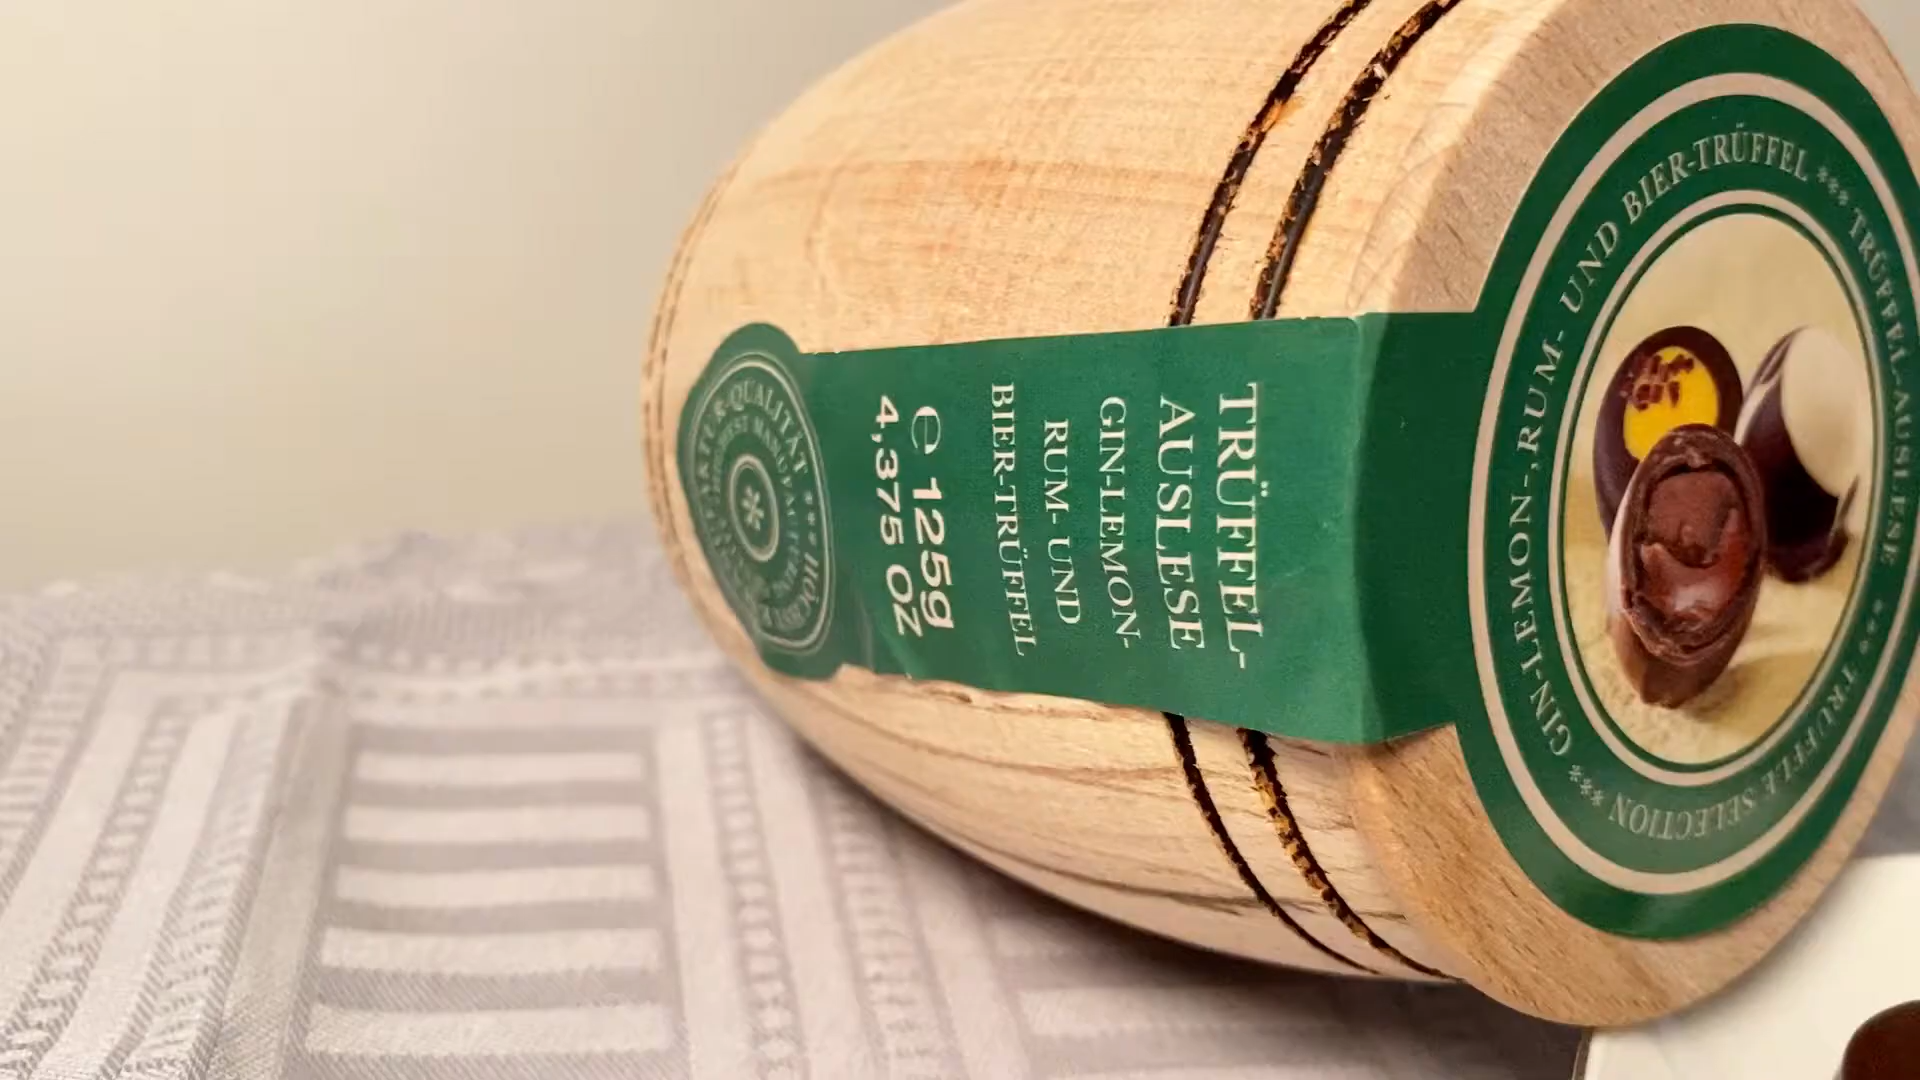 TRÜFFEL-
AUSLESE
GIN-LEMON-
RUM- UND
BIER-TRÜFFEL
e 125g
4,375 OZ
*** GIN-LEMON-,RUM- UND BIER-TRÜFFEL *** TRÜFFEL-AUSLESE *** TRUFFLE SELECTION
QUALITÄT ***